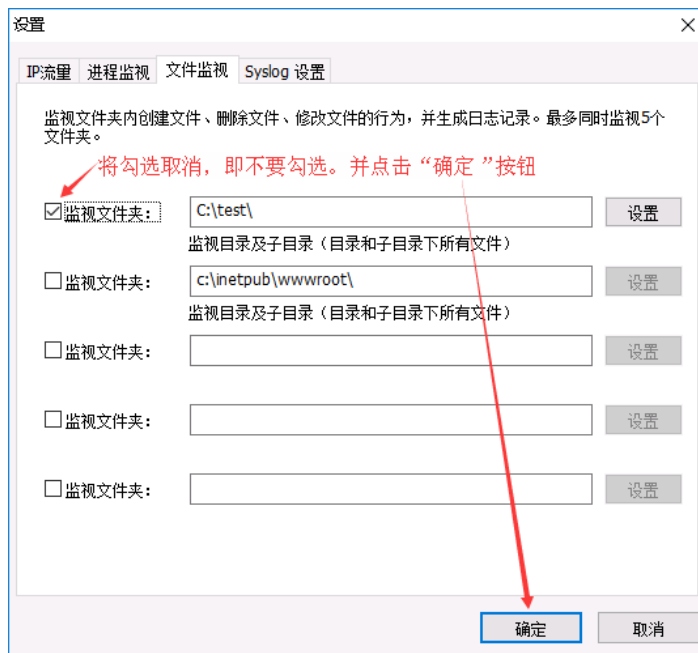 设置
IP流量 进程监视 文件监视 Syslog 设置
监视文件夹内创建文件、删除文件、修改文件的行为，并生成日志记录。最多同时监视5个
文件夹。
将勾选取消，即不要勾选。并点击“确定 ”按钮
监视文件夹： C:\test\ 设置
监视目录及子目录（目录和子目录下所有文件）
监视文件夹： c:\inetpub\wwwroot\ 设置
监视目录及子目录（目录和子目录下所有文件）
监视文件夹： 设置
监视文件夹： 设置
监视文件夹： 设置
确定 取消